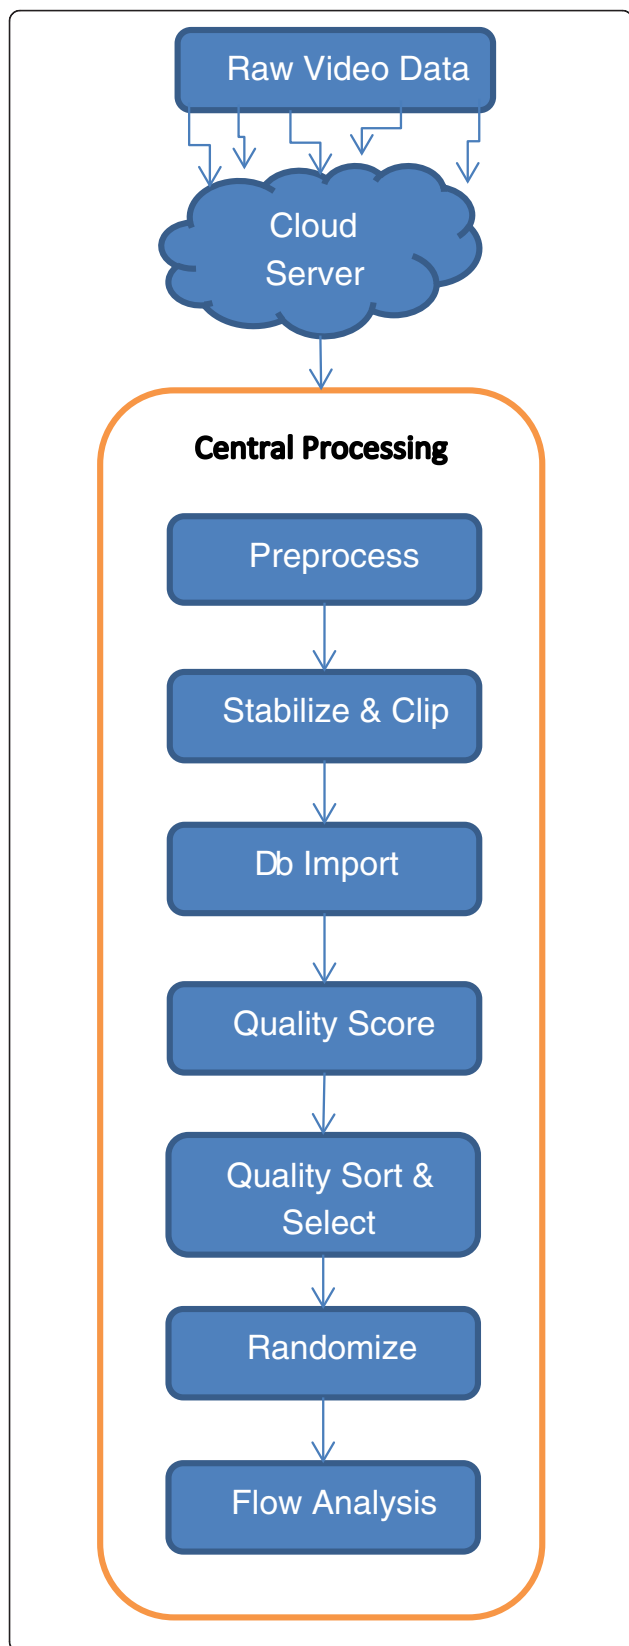 Raw Video Data
Cloud
Server
Central Processing
Preprocess
Stabilize & Clip
Db Import
Quality Score
Quality Sort &
Select
Randomize
Flow Analysis